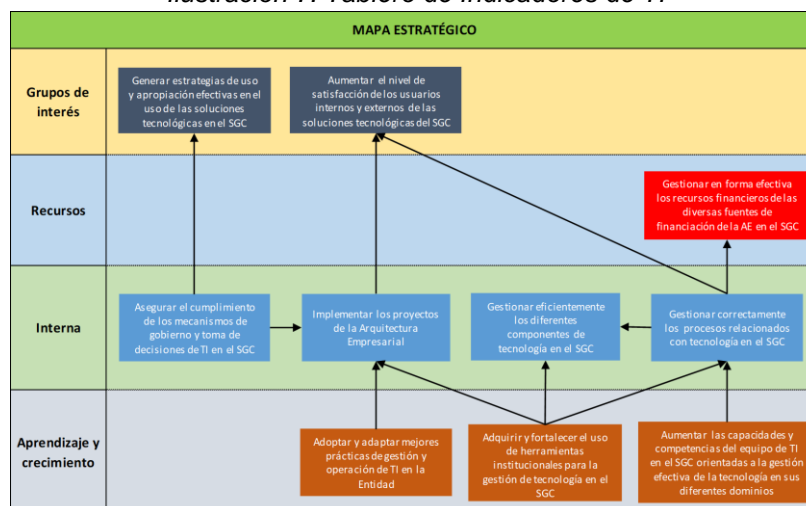 MAPA ESTRATÉGICO
Grupos de
interés
Generar estrategias de uso
y apropiación efectivas en el
uso de las soluciones
tecnológicas en el SGC
Aumentar el nivel de
satisfacción de los usuarios
internos y externos de las
soluciones tecnológicas del SGC
Recursos
Gestionar en forma efectiva
los recursos financieros de las
diversas fuentes de
financiación de la AE en el SGC
Interna
Asegurar el cumplimiento
de los mecanismos de
gobierno y toma de
decisiones de TI en el SGC
Implementar los proyectos
de la Arquitectura
Empresarial
Gestionar eficientemente
los diferentes
componentes de
tecnología en el SGC
Gestionar correctamente
los procesos relacionados
con tecnología en el SGC
Aprendizaje y
crecimiento
Adoptar y adaptar mejores
prácticas de gestión y
operación de TI en la
Entidad
Adquirir y fortalecer el uso
de herramientas
institucionales para la
gestión de tecnología en el
SGC
Aumentar las capacidades y
competencias del equipo de TI
en el SGC orientadas a la gestión
efectiva de la tecnología en sus
diferentes dominios